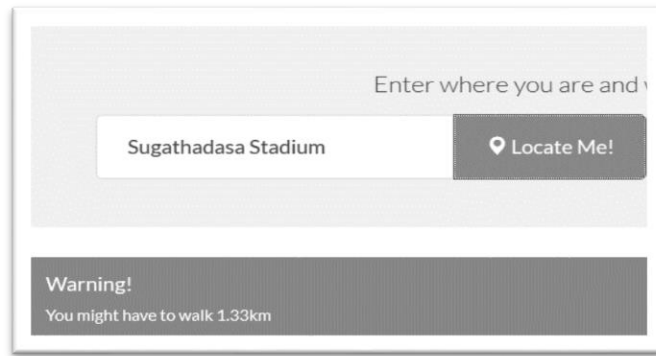 Enter where you are and
Sugathadasa Stadium
Locate Me!
Warning!
You might have to walk 1.33km